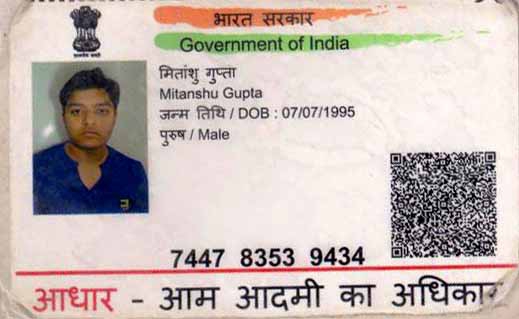 भारत सरकार
Government of India
मितांशु गुप्ता
Mitanshu Gupta
जन्म तिथि / DOB : 07/07/1995
पुरुष / Male
7447 8353 9434
आधार - आम आदमी का अधिकार